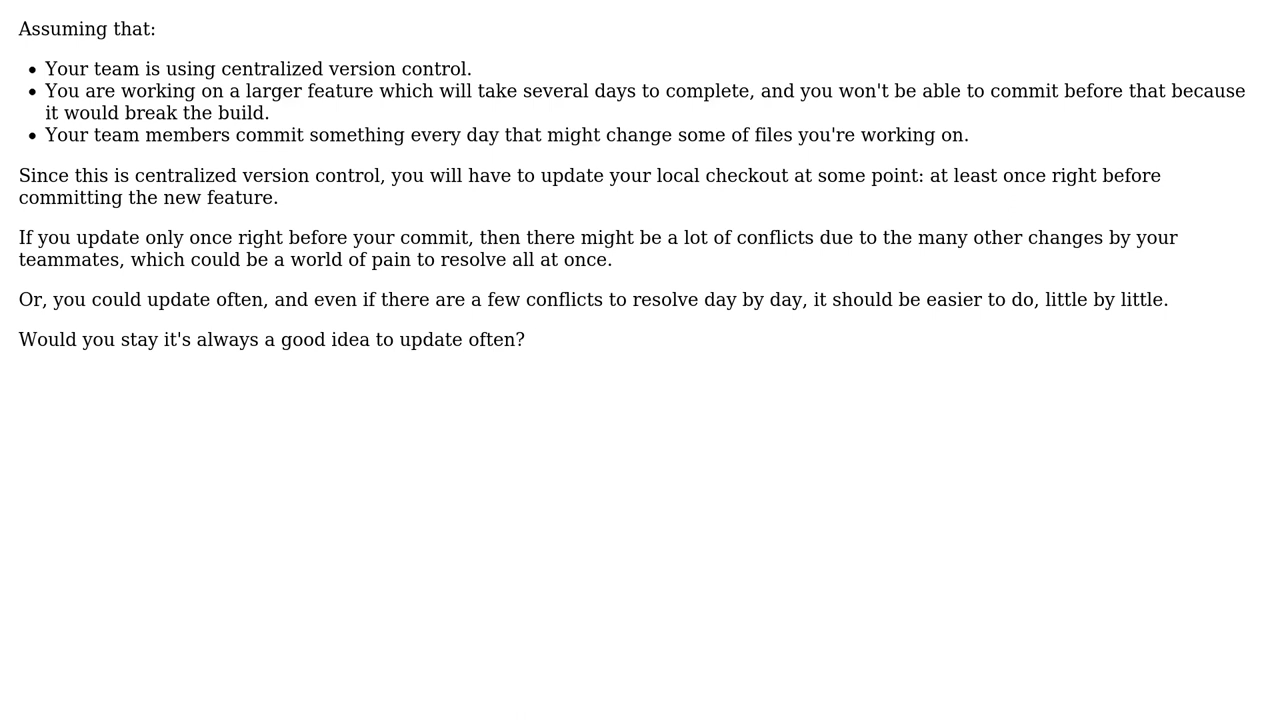 Assuming that:
• Your team is using centralized version control.
• You are working on a larger feature which will take several days to complete, and you won't be able to commit before that because
it would break the build.
• Your team members commit something every day that might change some of files you're working on.
Since this is centralized version control, you will have to update your local checkout at some point: at least once right before
committing the new feature.
If you update only once right before your commit, then there might be a lot of conflicts due to the many other changes by your
teammates, which could be a world of pain to resolve all at once.
Or, you could update often, and even if there are a few conflicts to resolve day by day, it should be easier to do, little by little.
Would you stay it's always a good idea to update often?